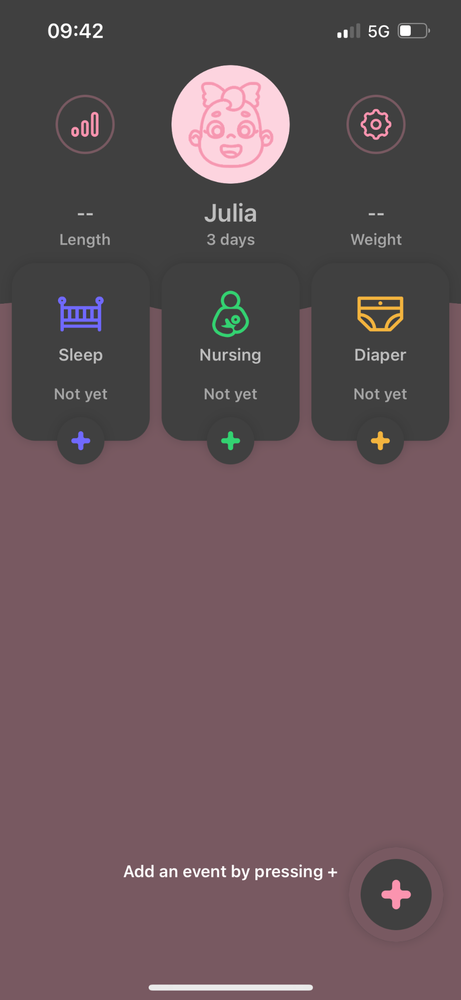 09:42
5G
-- Julia --
Length 3 days Weight
Sleep Nursing Diaper
Not yet Not yet Not yet
Add an event by pressing +